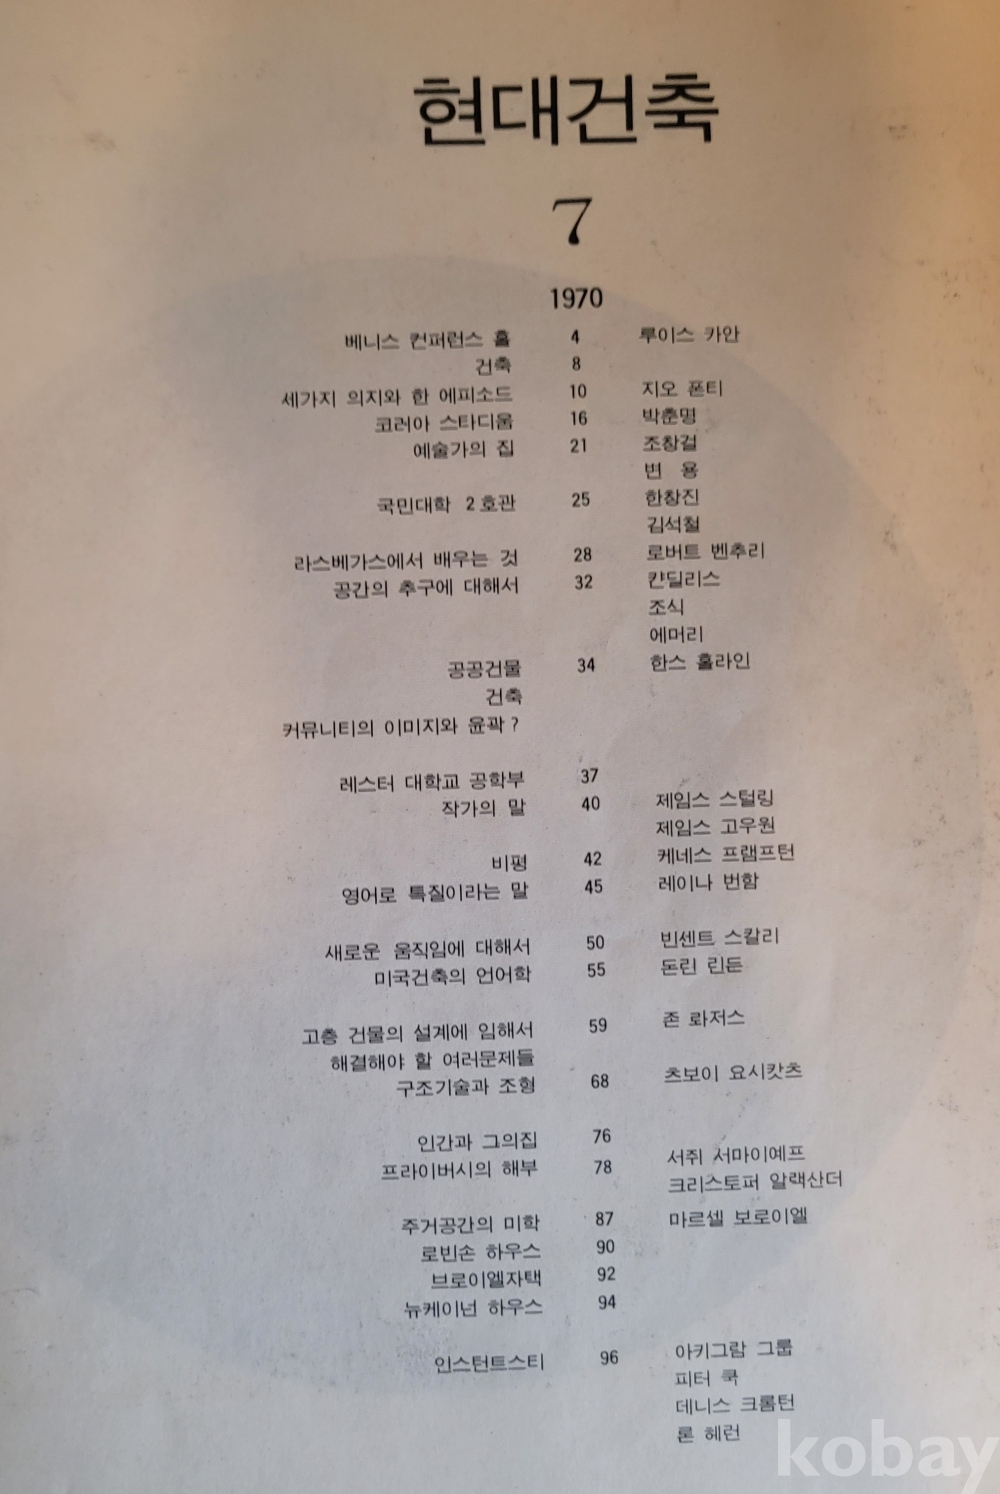 현대건축
7
1970
베니스 컨퍼런스 홀 4 루이스 카안
건축 8
세가지 의지와 한 에피소드 10 지오 폰티
코러아 스타디움 16 박춘명
예술가의 집 21 조창걸
변 용
국민대학 2호관 25 한창진
김석철
라스베가스에서 배우는 것 28 로버트 벤추리
공간의 추구에 대해서 32 칸딜리스
조식
에머리
공공건물 34 한스 홀라인
건축
커뮤니티의 이미지와 윤곽?
레스터 대학교 공학부 37
작가의 말 40 제임스 스털링
제임스 고우원
비평 42 케네스 프램프턴
영어로 특질이라는 말 45 레이나 번함
새로운 움직임에 대해서 50 빈센트 스칼리
미국건축의 언어학 55 돈린 린든
고층 건물의 설계에 임해서 59 존 롸저스
해결해야 할 여러문제들
구조기술과 조형 68 츠보이 요시캇츠
인간과 그의집 76
프라이버시의 해부 78 서쥐 서마이예프
크리스토퍼 알랙산더
주거공간의 미학 87 마르셀 보로이엘
로빈손 하우스 90
브로이엘자택 92
뉴케이넌 하우스 94
인스턴트스티 96 아키그람 그룹
피터 쿡
데니스 크롬턴
론 헤런
kobay